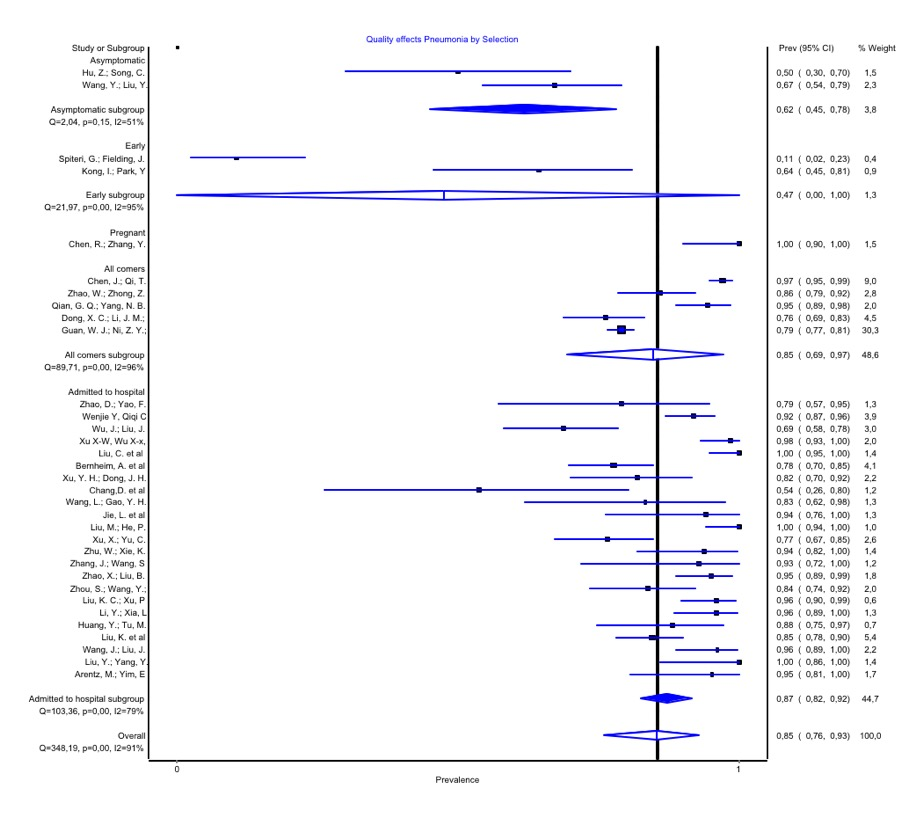 Quality effects Pneumonia by Selection
Study or Subgroup Prev (95% CI) % Weight
Asymptomatic
Hu, Z.; Song, C. 0,50 ( 0,30, 0,70) 1,5
Wang, Y.; Liu, Y. 0,67 ( 0,54, 0,79) 2,3
Asymptomatic subgroup 0,62 ( 0,45, 0,78) 3,8
Q=2,04, p=0,15, I2=51%
Early
Spiteri, G.; Fielding, J. 0,11 ( 0,02, 0,23) 0,4
Kong, I.; Park, Y 0,64 ( 0,45, 0,81) 0,9
Early subgroup 0,47 ( 0,00, 1,00) 1,3
Q=21,97, p=0,00, I2=95%
Pregnant
Chen, R.; Zhang, Y. 1,00 ( 0,90, 1,00) 1,5
All comers
Chen, J.; Qi, T. 0,97 ( 0,95, 0,99) 9,0
Zhao, W.; Zhong, Z. 0,86 ( 0,79, 0,92) 2,8
Qian, G. Q.; Yang, N. B. 0,95 ( 0,89, 0,98) 2,0
Dong, X. C.; Li, J. M.; 0,76 ( 0,69, 0,83) 4,5
Guan, W. J.; Ni, Z. Y.; 0,79 ( 0,77, 0,81) 30,3
All comers subgroup 0,85 ( 0,69, 0,97) 48,6
Q=89,71, p=0,00, I2=96%
Admitted to hospital
Zhao, D.; Yao, F. 0,79 ( 0,57, 0,95) 1,3
Wenjie Y, Qiqi C 0,92 ( 0,87, 0,96) 3,9
Wu, J.; Liu, J. 0,69 ( 0,58, 0,78) 3,0
Xu X-W, Wu X-x, 0,98 ( 0,93, 1,00) 2,0
Liu, C. et al 1,00 ( 0,95, 1,00) 1,4
Bernheim, A. et al 0,78 ( 0,70, 0,85) 4,1
Xu, Y. H.; Dong, J. H. 0,82 ( 0,70, 0,92) 2,2
Chang,D. et al 0,54 ( 0,26, 0,80) 1,2
Wang, L.; Gao, Y. H. 0,83 ( 0,62, 0,98) 1,3
Jie, L. et al 0,94 ( 0,76, 1,00) 1,3
Liu, M.; He, P. 1,00 ( 0,94, 1,00) 1,0
Xu, X.; Yu, C. 0,77 ( 0,67, 0,85) 2,6
Zhu, W.; Xie, K. 0,94 ( 0,82, 1,00) 1,4
Zhang, J.; Wang, S 0,93 ( 0,72, 1,00) 1,2
Zhao, X.; Liu, B. 0,95 ( 0,89, 0,99) 1,8
Zhou, S.; Wang, Y.; 0,84 ( 0,74, 0,92) 2,0
Liu, K. C.; Xu, P 0,96 ( 0,90, 0,99) 0,6
Li, Y.; Xia, L 0,96 ( 0,89, 1,00) 1,3
Huang, Y.; Tu, M. 0,88 ( 0,75, 0,97) 0,7
Liu, K. et al 0,85 ( 0,78, 0,90) 5,4
Wang, J.; Liu, J. 0,96 ( 0,89, 1,00) 2,2
Liu, Y.; Yang, Y. 1,00 ( 0,86, 1,00) 1,4
Arentz, M.; Yim, E 0,95 ( 0,81, 1,00) 1,7
Admitted to hospital subgroup 0,87 ( 0,82, 0,92) 44,7
Q=103,36, p=0,00, I2=79%
Overall 0,85 ( 0,76, 0,93) 100,0
Q=348,19, p=0,00, I2=91%
0 1
Prevalence